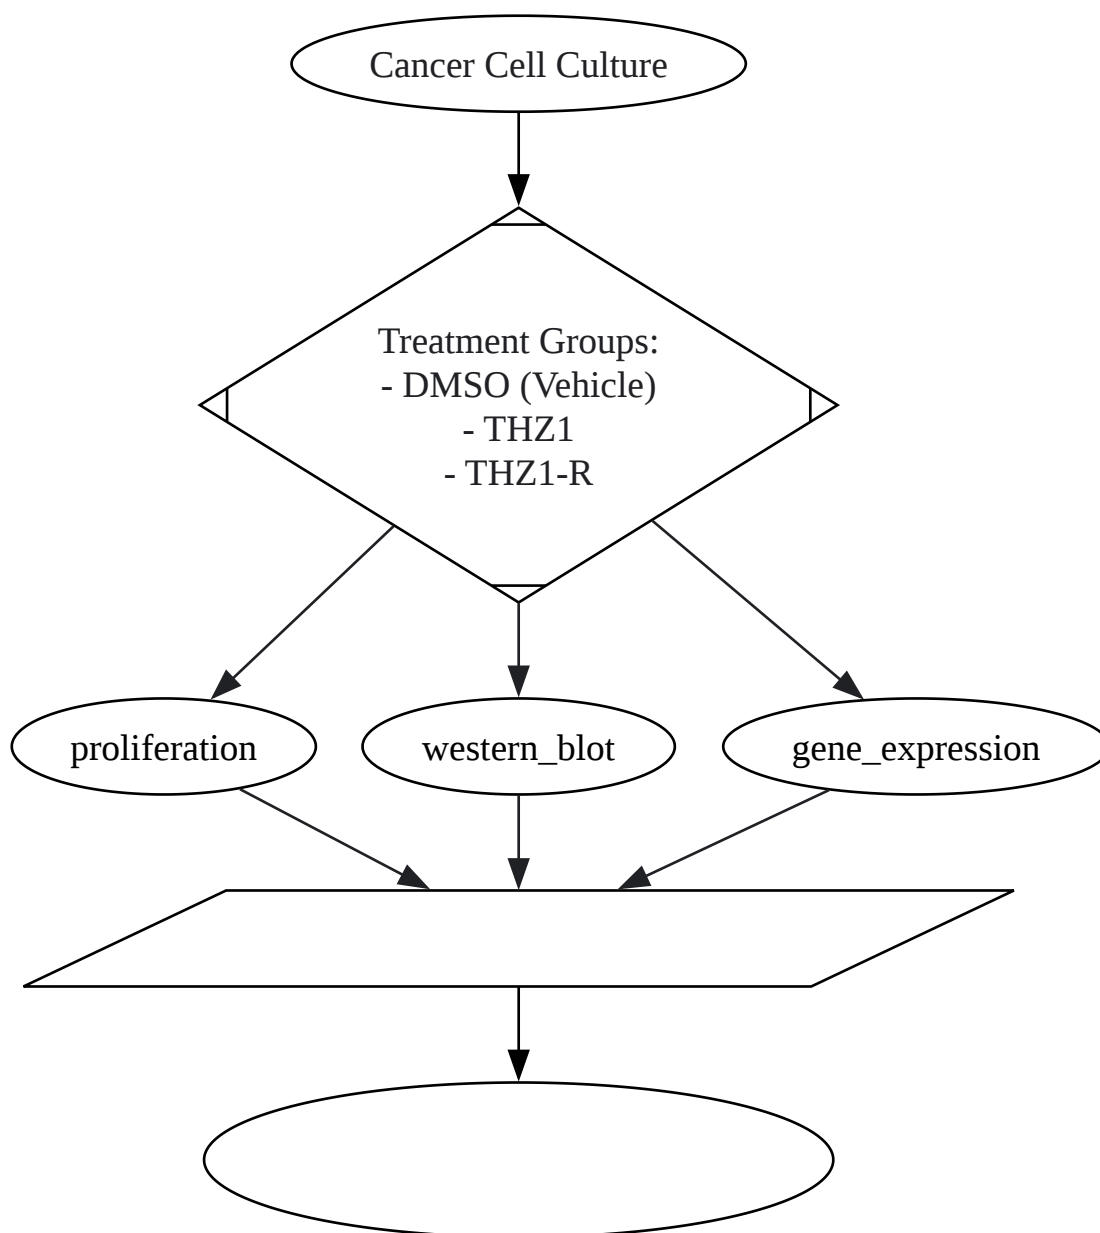 Cancer Cell Culture
Treatment Groups:
- DMSO (Vehicle)
- THZ1
- THZ1-R
proliferation
western_blot
gene_expression